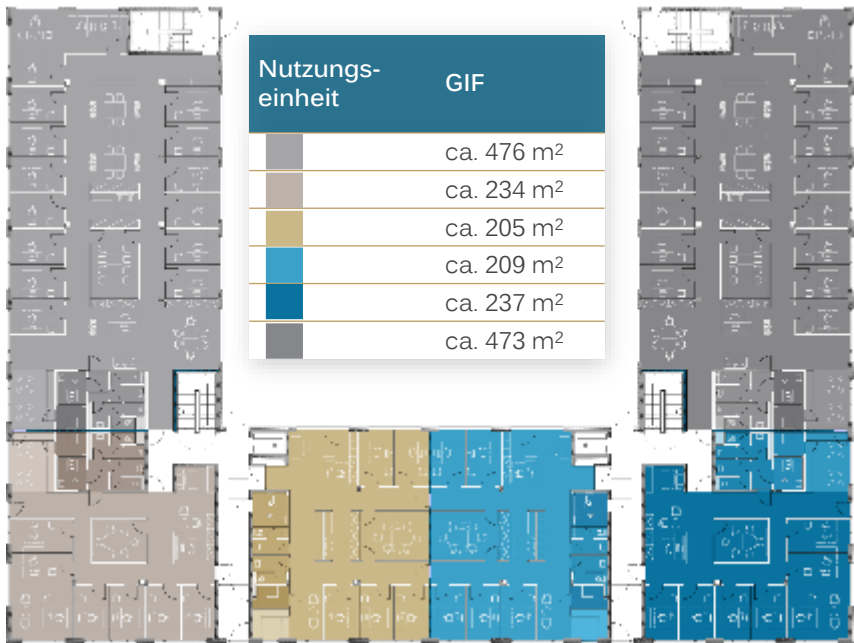 Nutzungs-
einheit GIF
ca. 476 m²
ca. 234 m²
ca. 205 m²
ca. 209 m²
ca. 237 m²
ca. 473 m²